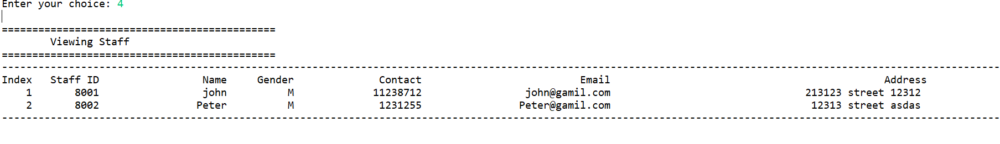 Enter your choice: 4
=============================================
        Viewing Staff
=============================================
--------------------------------------------------------------------------------------------------------------------------------------------------------------------
Index   Staff ID                 Name     Gender              Contact                          Email                                             Address
    1       8001                 john          M             11238712                 john@gamil.com                                213123 street 12312
    2       8002                Peter          M              1231255                Peter@gamil.com                                 12313 street asdas
--------------------------------------------------------------------------------------------------------------------------------------------------------------------